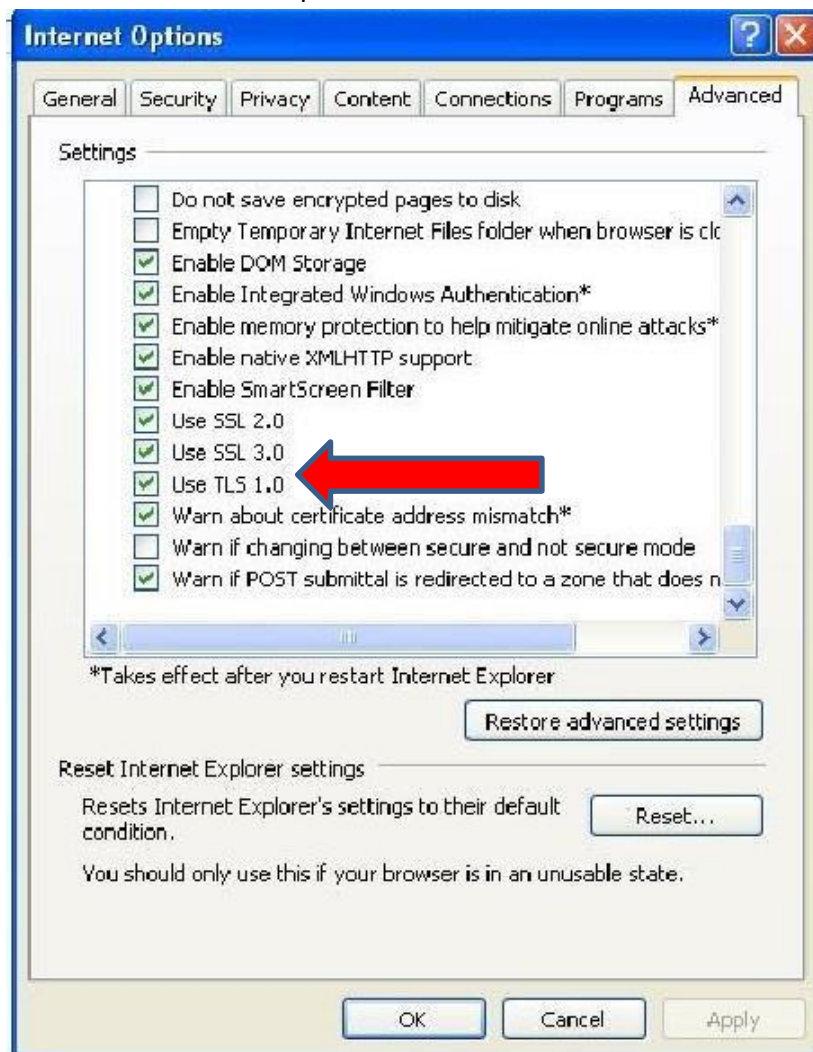 Internet Options
General Security Privacy Content Connections Programs Advanced
Settings
Do not save encrypted pages to disk
Empty Temporary Internet Files folder when browser is clc
Enable DOM Storage
Enable Integrated Windows Authentication*
Enable memory protection to help mitigate online attacks*
Enable native XMLHTTP support
Enable SmartScreen Filter
Use SSL 2.0
Use SSL 3.0
Use TLS 1.0
Warn about certificate address mismatch*
Warn if changing between secure and not secure mode
Warn if POST submittal is redirected to a zone that does n
*Takes effect after you restart Internet Explorer
Restore advanced settings
Reset Internet Explorer settings
Resets Internet Explorer's settings to their default
condition.
Reset...
You should only use this if your browser is in an unusable state.
OK Cancel Apply